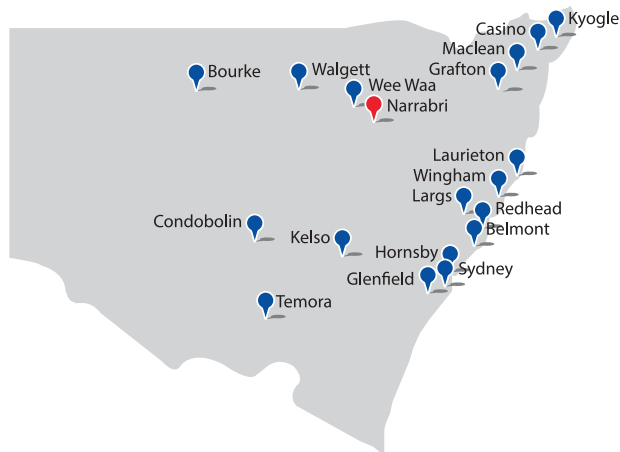 Kyogle
Casino
Maclean
Grafton
Bourke
Walgett
Wee Waa
Narrabri
Laurieton
Wingham
Largs
Redhead
Belmont
Condobolin
Kelso
Hornsby
Sydney
Glenfield
Temora